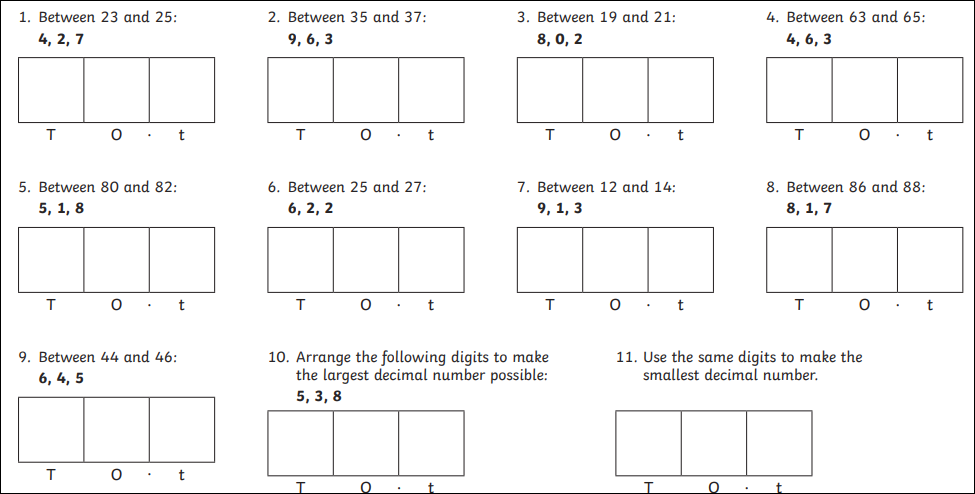 1. Between 23 and 25:
4, 2, 7
T O . t
2. Between 35 and 37:
9, 6, 3
T O . t
3. Between 19 and 21:
8, 0, 2
T O . t
4. Between 63 and 65:
4, 6, 3
T O . t
5. Between 80 and 82:
5, 1, 8
T O . t
6. Between 25 and 27:
6, 2, 2
T O . t
7. Between 12 and 14:
9, 1, 3
T O . t
8. Between 86 and 88:
8, 1, 7
T O . t
9. Between 44 and 46:
6, 4, 5
T O . t
10. Arrange the following digits to make
the largest decimal number possible:
5, 3, 8
T O . t
11. Use the same digits to make the
smallest decimal number.
T O . t